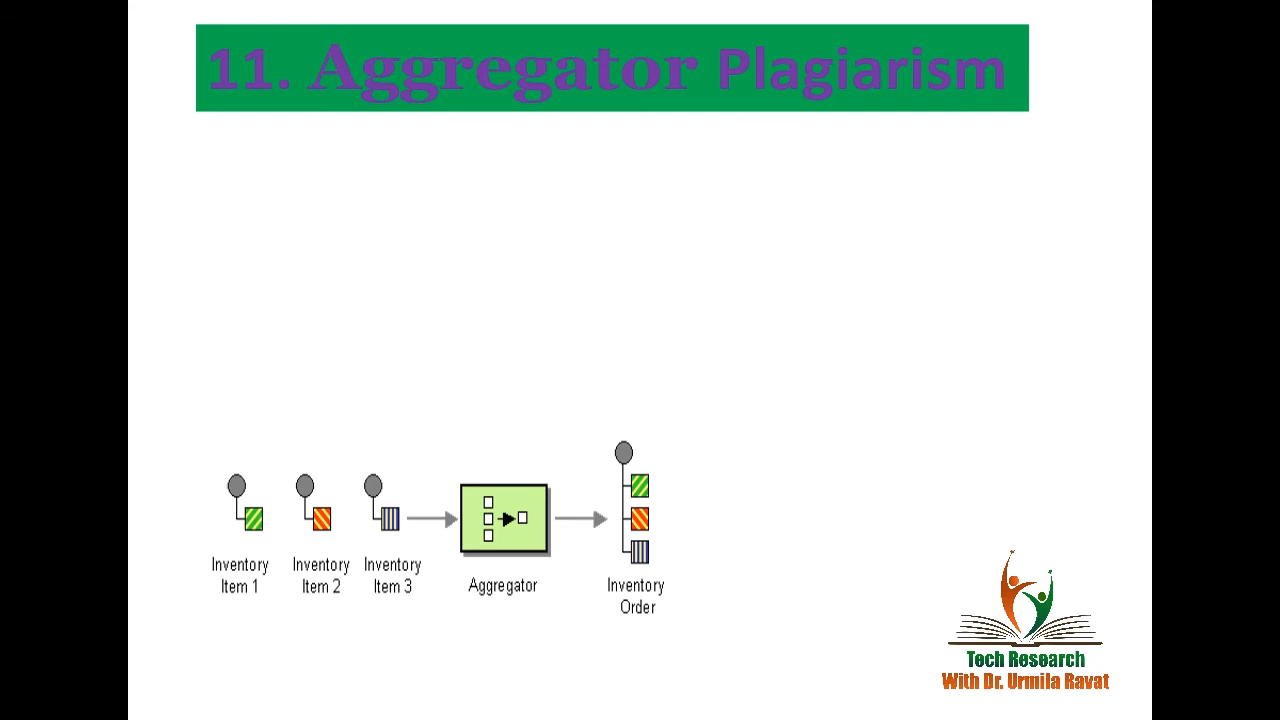 11. Aggregator Plagiarism
Inventory Item 1
Inventory Item 2
Inventory Item 3
Aggregator
Inventory Order
Tech Research
With Dr. Urmila Ravat